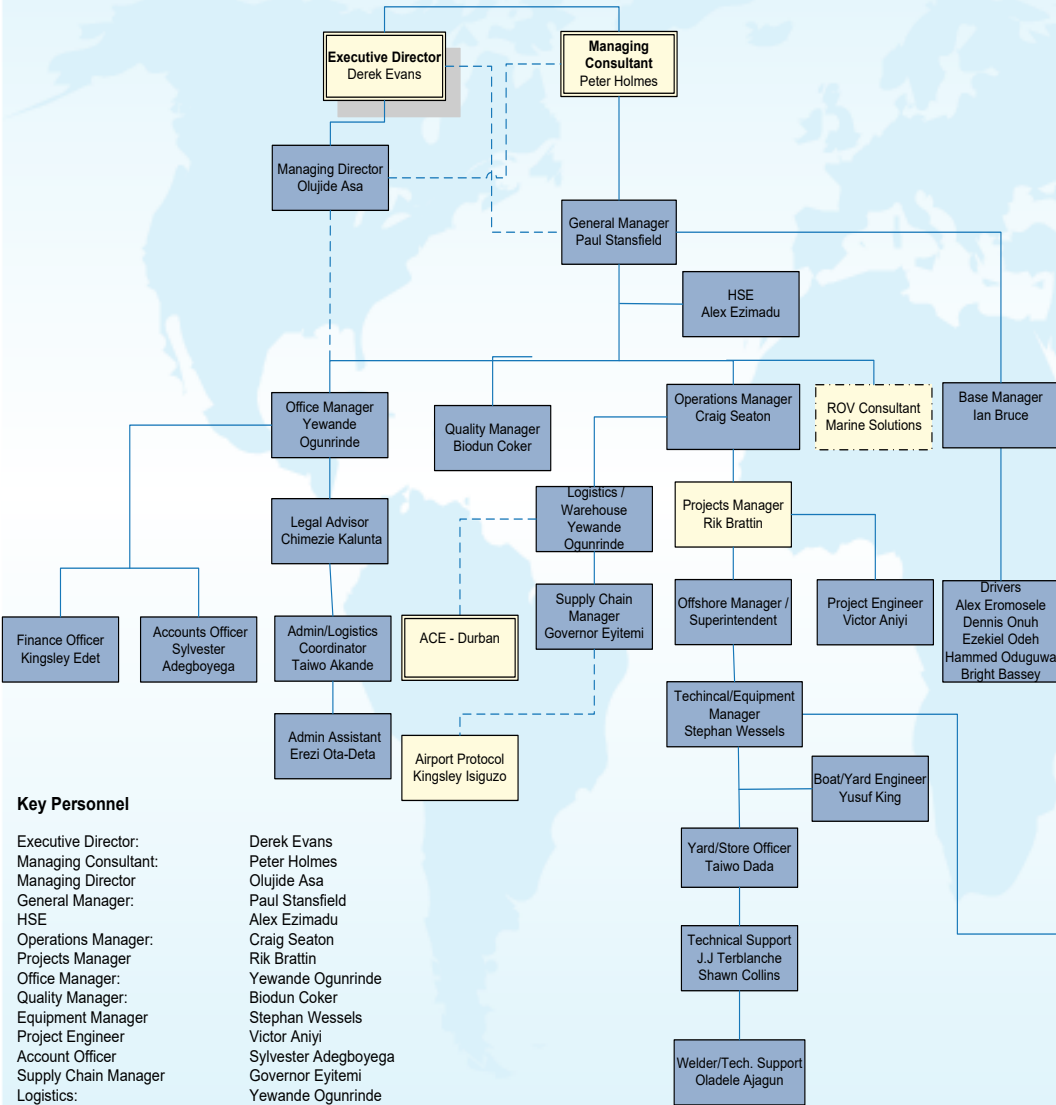 Executive Director
Derek Evans
Managing
Consultant
Peter Holmes
Managing Director
Olujide Asa
General Manager
Paul Stansfield
HSE
Alex Ezimadu
Office Manager
Yewande
Ogunrinde
Quality Manager
Biodun Coker
Operations Manager
Craig Seaton
ROV Consultant
Marine Solutions
Base Manager
Ian Bruce
Legal Advisor
Chimezie Kalunta
Logistics /
Warehouse
Yewande
Ogunrinde
Projects Manager
Rik Brattin
Finance Officer
Kingsley Edet
Accounts Officer
Sylvester
Adegboyega
Admin/Logistics
Coordinator
Taiwo Akande
ACE - Durban
Supply Chain
Manager
Governor Eyitemi
Offshore Manager /
Superintendent
Project Engineer
Victor Aniyi
Drivers
Alex Eromosele
Dennis Onuh
Ezekiel Odeh
Hammed Oduguwa
Bright Bassey
Admin Assistant
Erezi Ota-Deta
Airport Protocol
Kingsley Isiguzo
Techincal/Equipment
Manager
Stephan Wessels
Boat/Yard Engineer
Yusuf King
Yard/Store Officer
Taiwo Dada
Technical Support
J.J Terblanche
Shawn Collins
Welder/Tech. Support
Oladele Ajagun
Key Personnel
Executive Director: Derek Evans
Managing Consultant: Peter Holmes
Managing Director Olujide Asa
General Manager: Paul Stansfield
HSE Alex Ezimadu
Operations Manager: Craig Seaton
Projects Manager Rik Brattin
Office Manager: Yewande Ogunrinde
Quality Manager: Biodun Coker
Equipment Manager Stephan Wessels
Project Engineer Victor Aniyi
Account Officer Sylvester Adegboyega
Supply Chain Manager Governor Eyitemi
Logistics: Yewande Ogunrinde